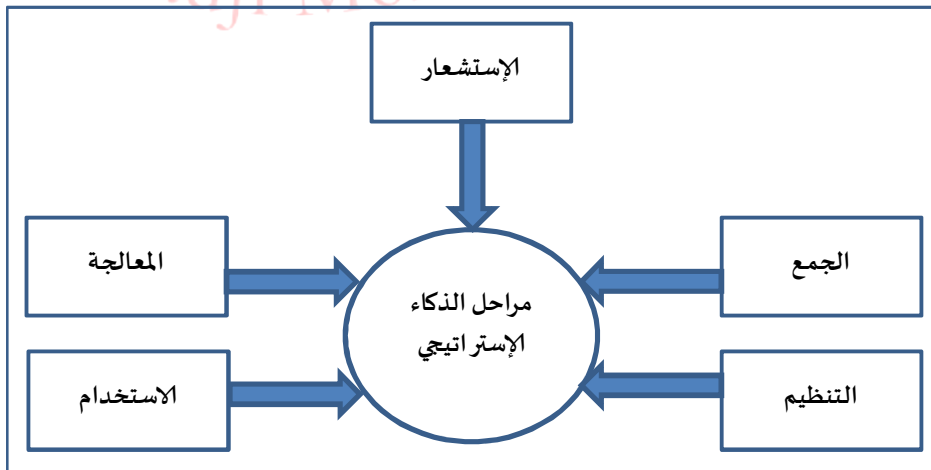 الإستشعار
الجمع
المعالجة
مراحل الذكاء
الإستراتيجي
التنظيم
الاستخدام